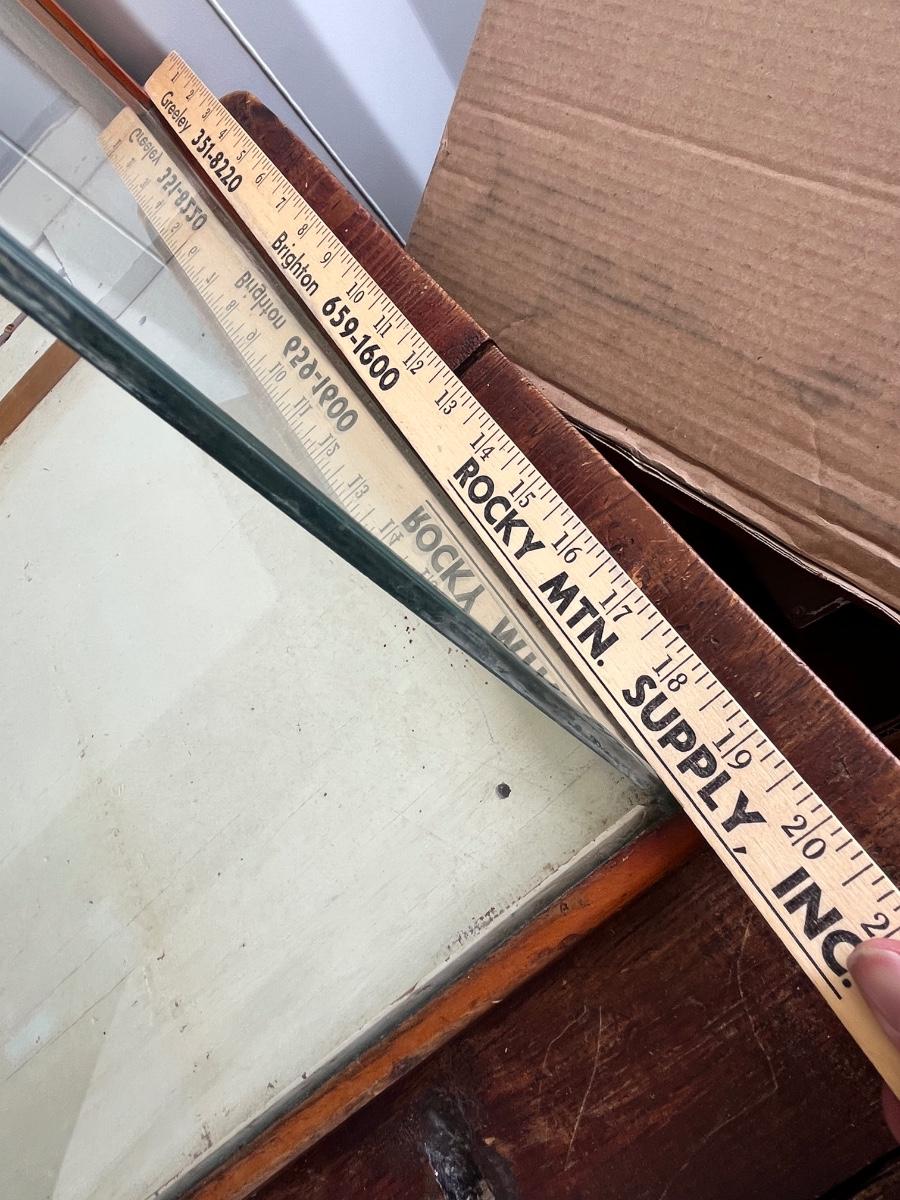 1 2 3 4 5 6 7 8 9 10 11 12 13 14 15 16 17 18 19 20 2
Greeley 351-8220
Brighton 659-1600
ROCKY MTN. SUPPLY, INC.